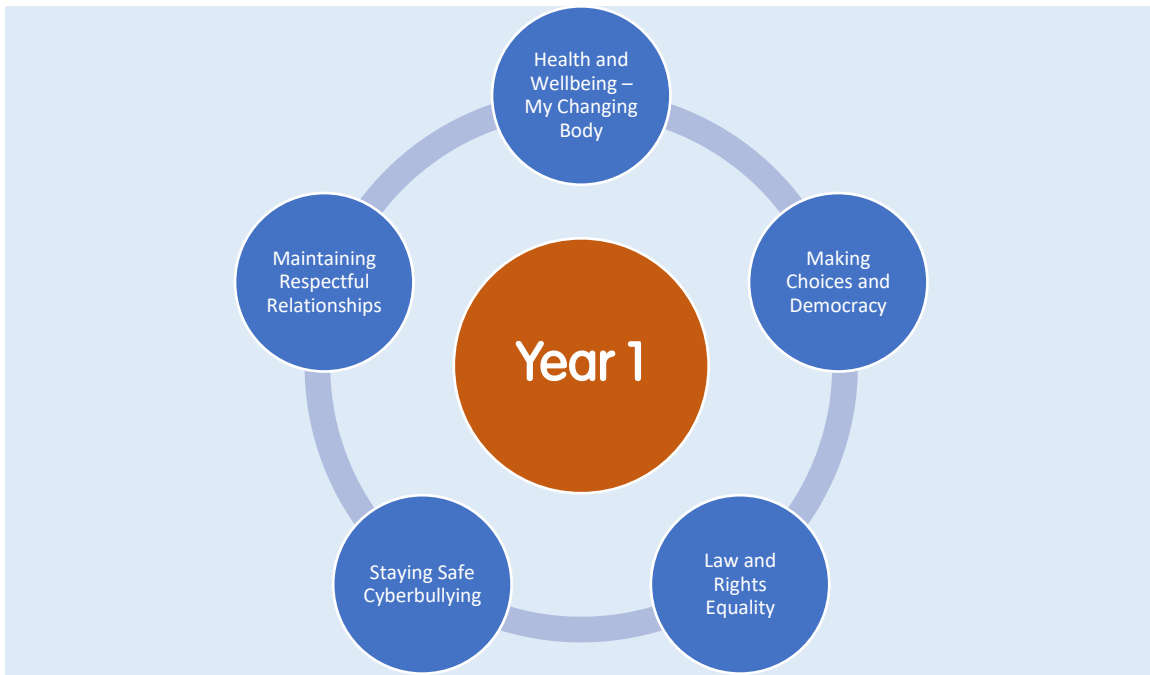 Health and
Wellbeing –
My Changing
Body
Making
Choices and
Democracy
Law and
Rights
Equality
Staying Safe
Cyberbullying
Maintaining
Respectful
Relationships
Year 1